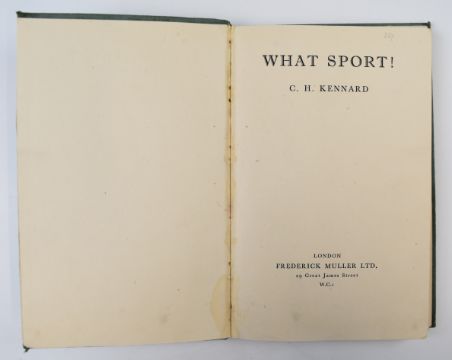 WHAT SPORT!
C. H. KENNARD
LONDON
FREDERICK MULLER LTD.
29 Great James Street
W.C.1